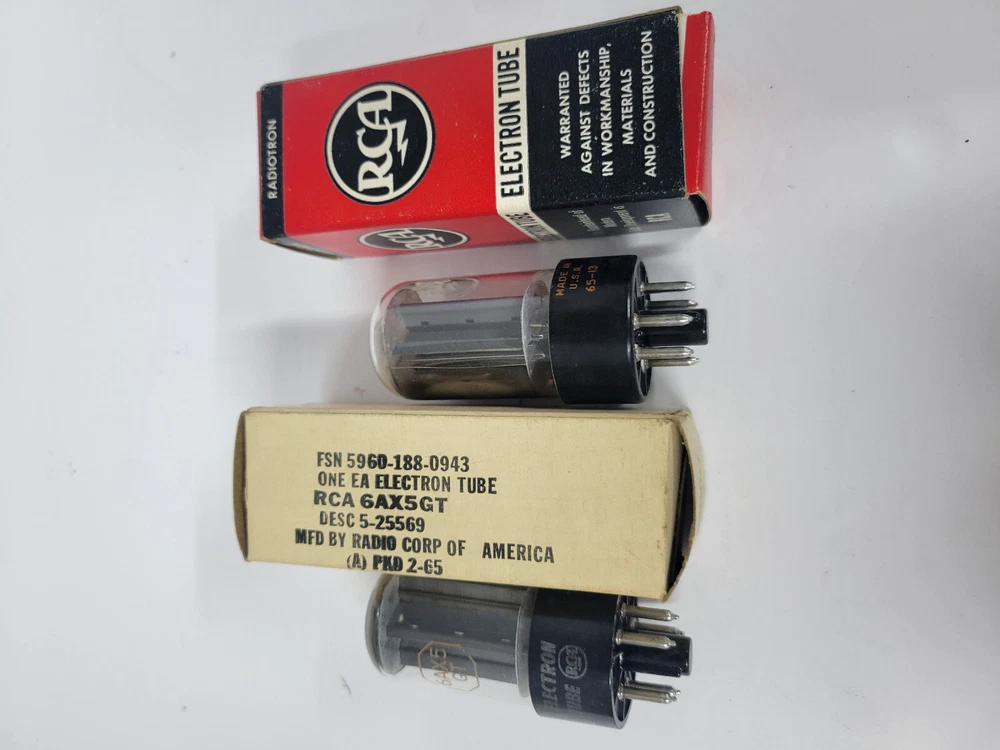 RADIOTRON
RCA
ELECTRON TUBE
WARRANTED
AGAINST DEFECTS
IN WORKMANSHIP,
MATERIALS
AND CONSTRUCTION
RCA
MADE IN
U.S.A.
65-13
FSN 5960-188-0943
ONE EA ELECTRON TUBE
RCA 6AX5GT
DESC 5-25569
MFD BY RADIO CORP OF AMERICA
(A) PKD 2-65
6AX5
GT
ELECTRON
TUBE
RCA